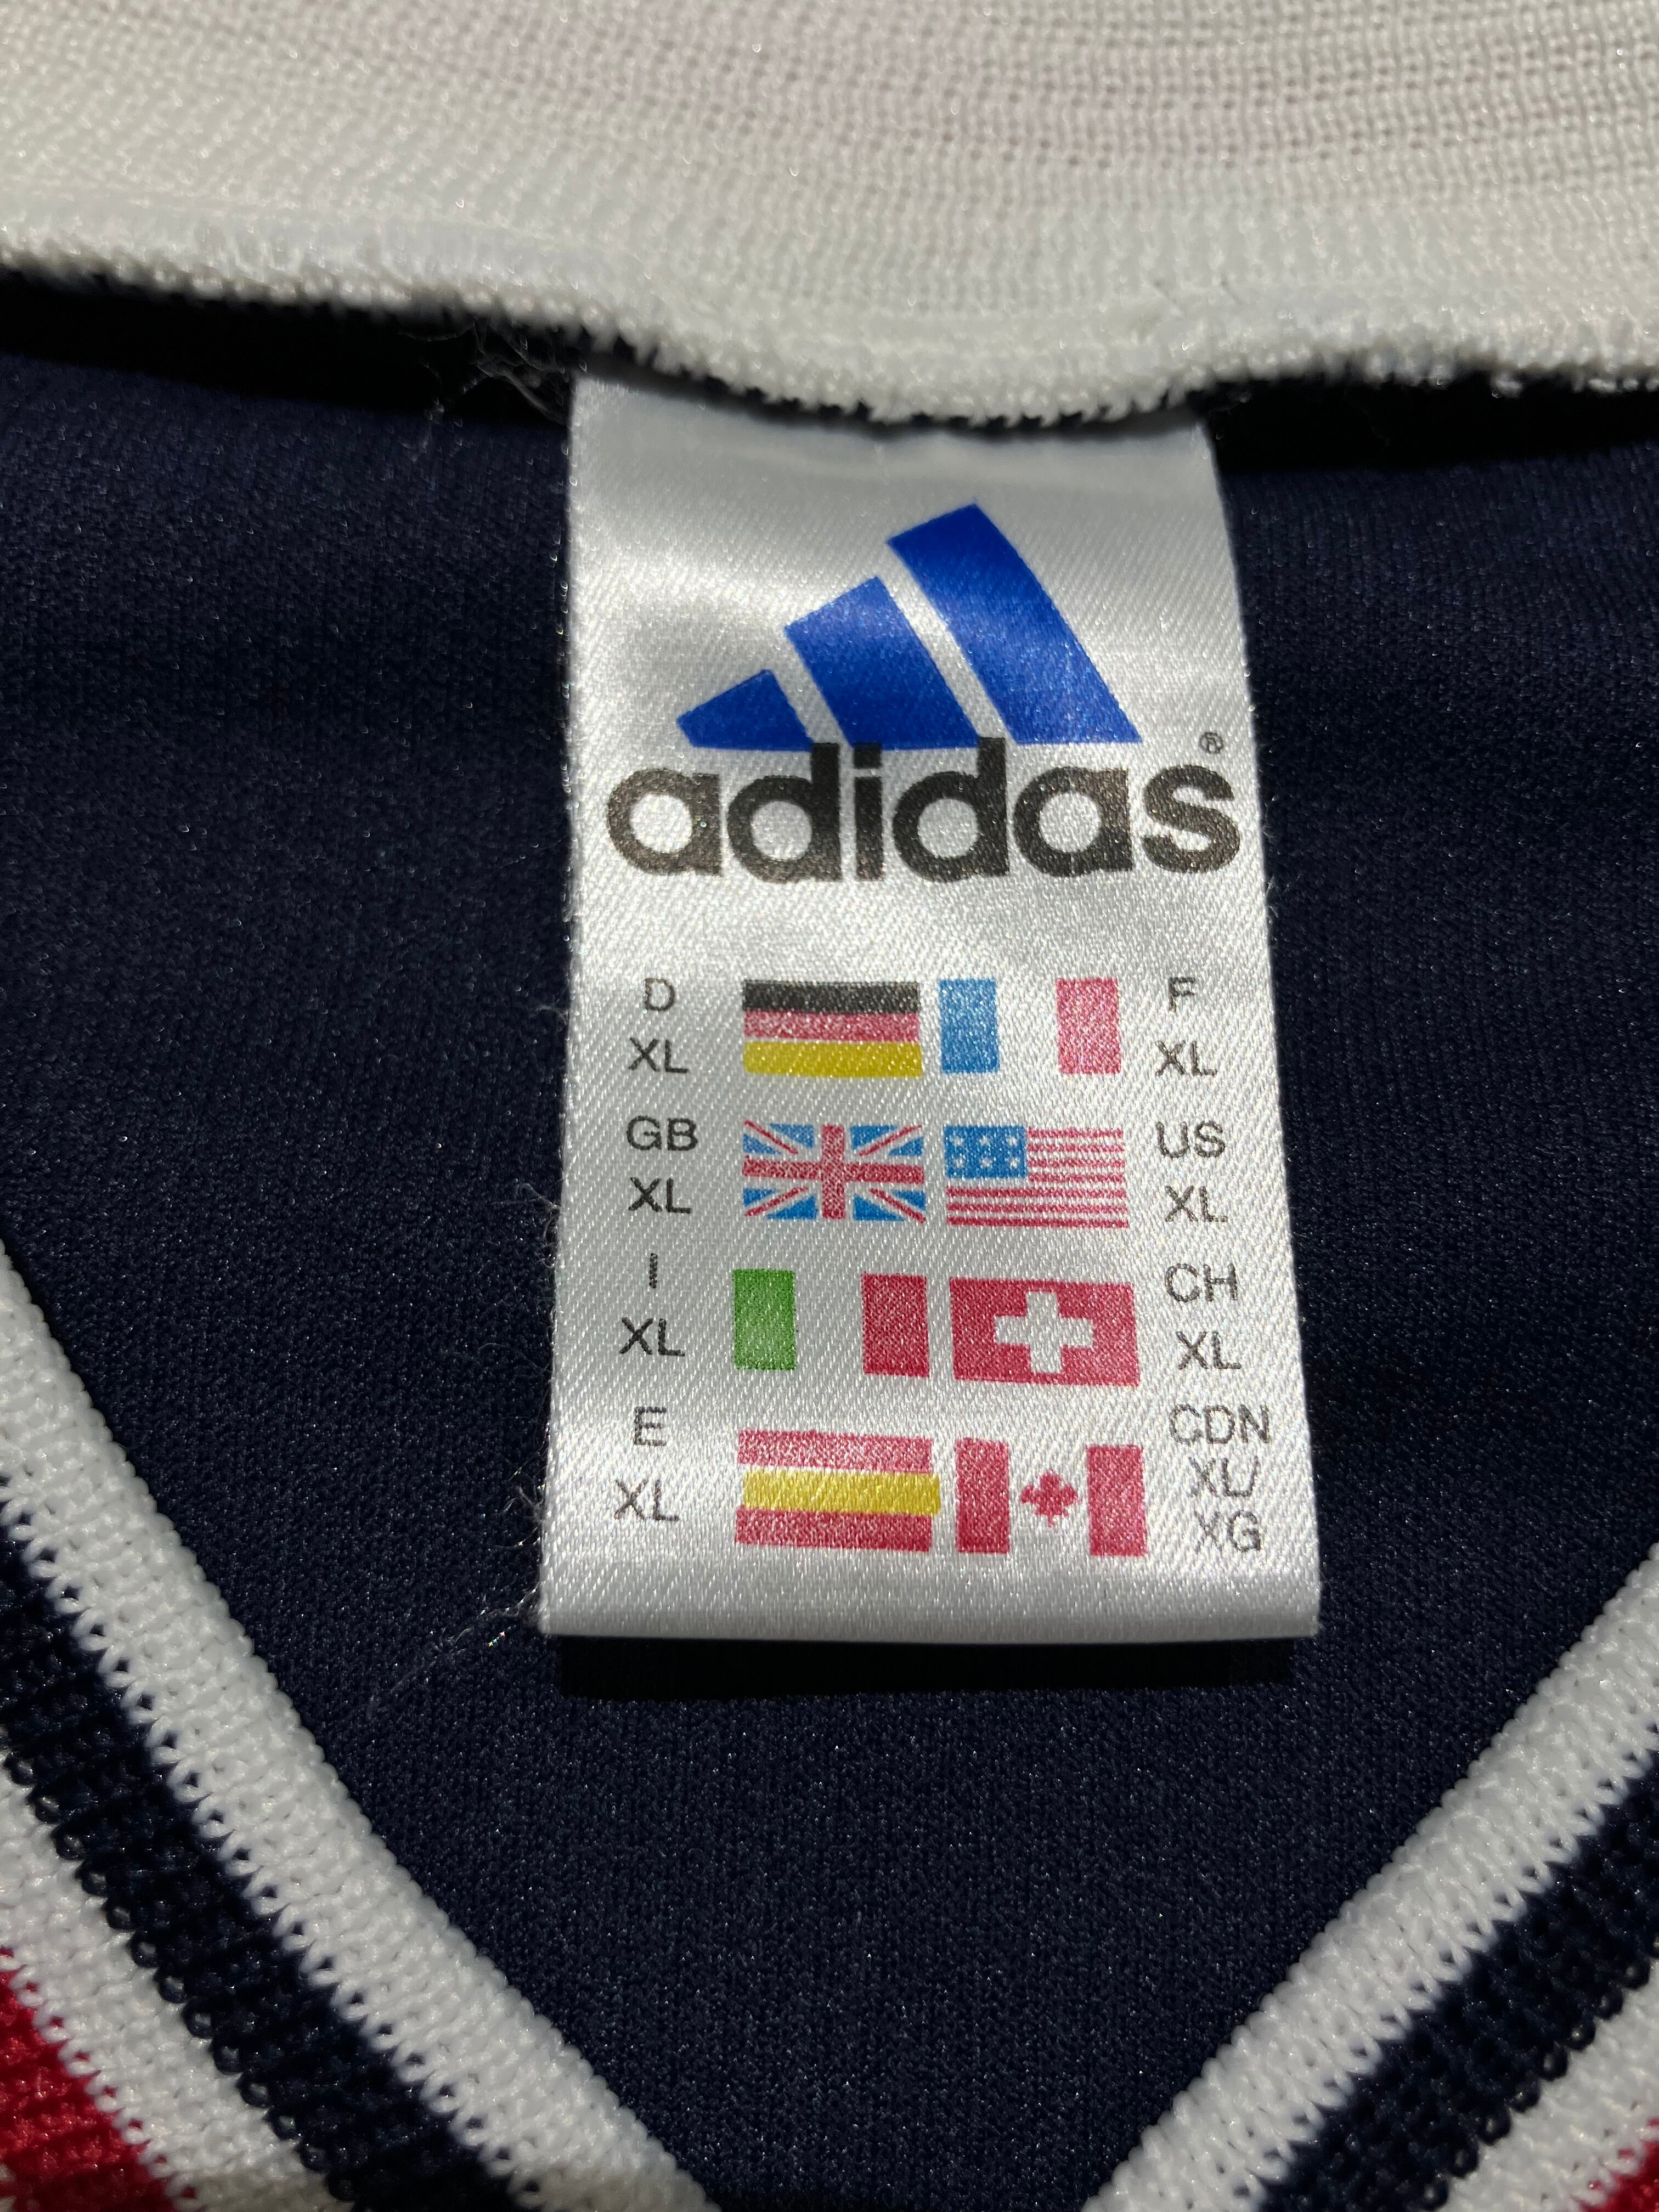 adidas®
D F
XL XL
GB US
XL XL
I CH
XL XL
E CDN
XL XL/
XG